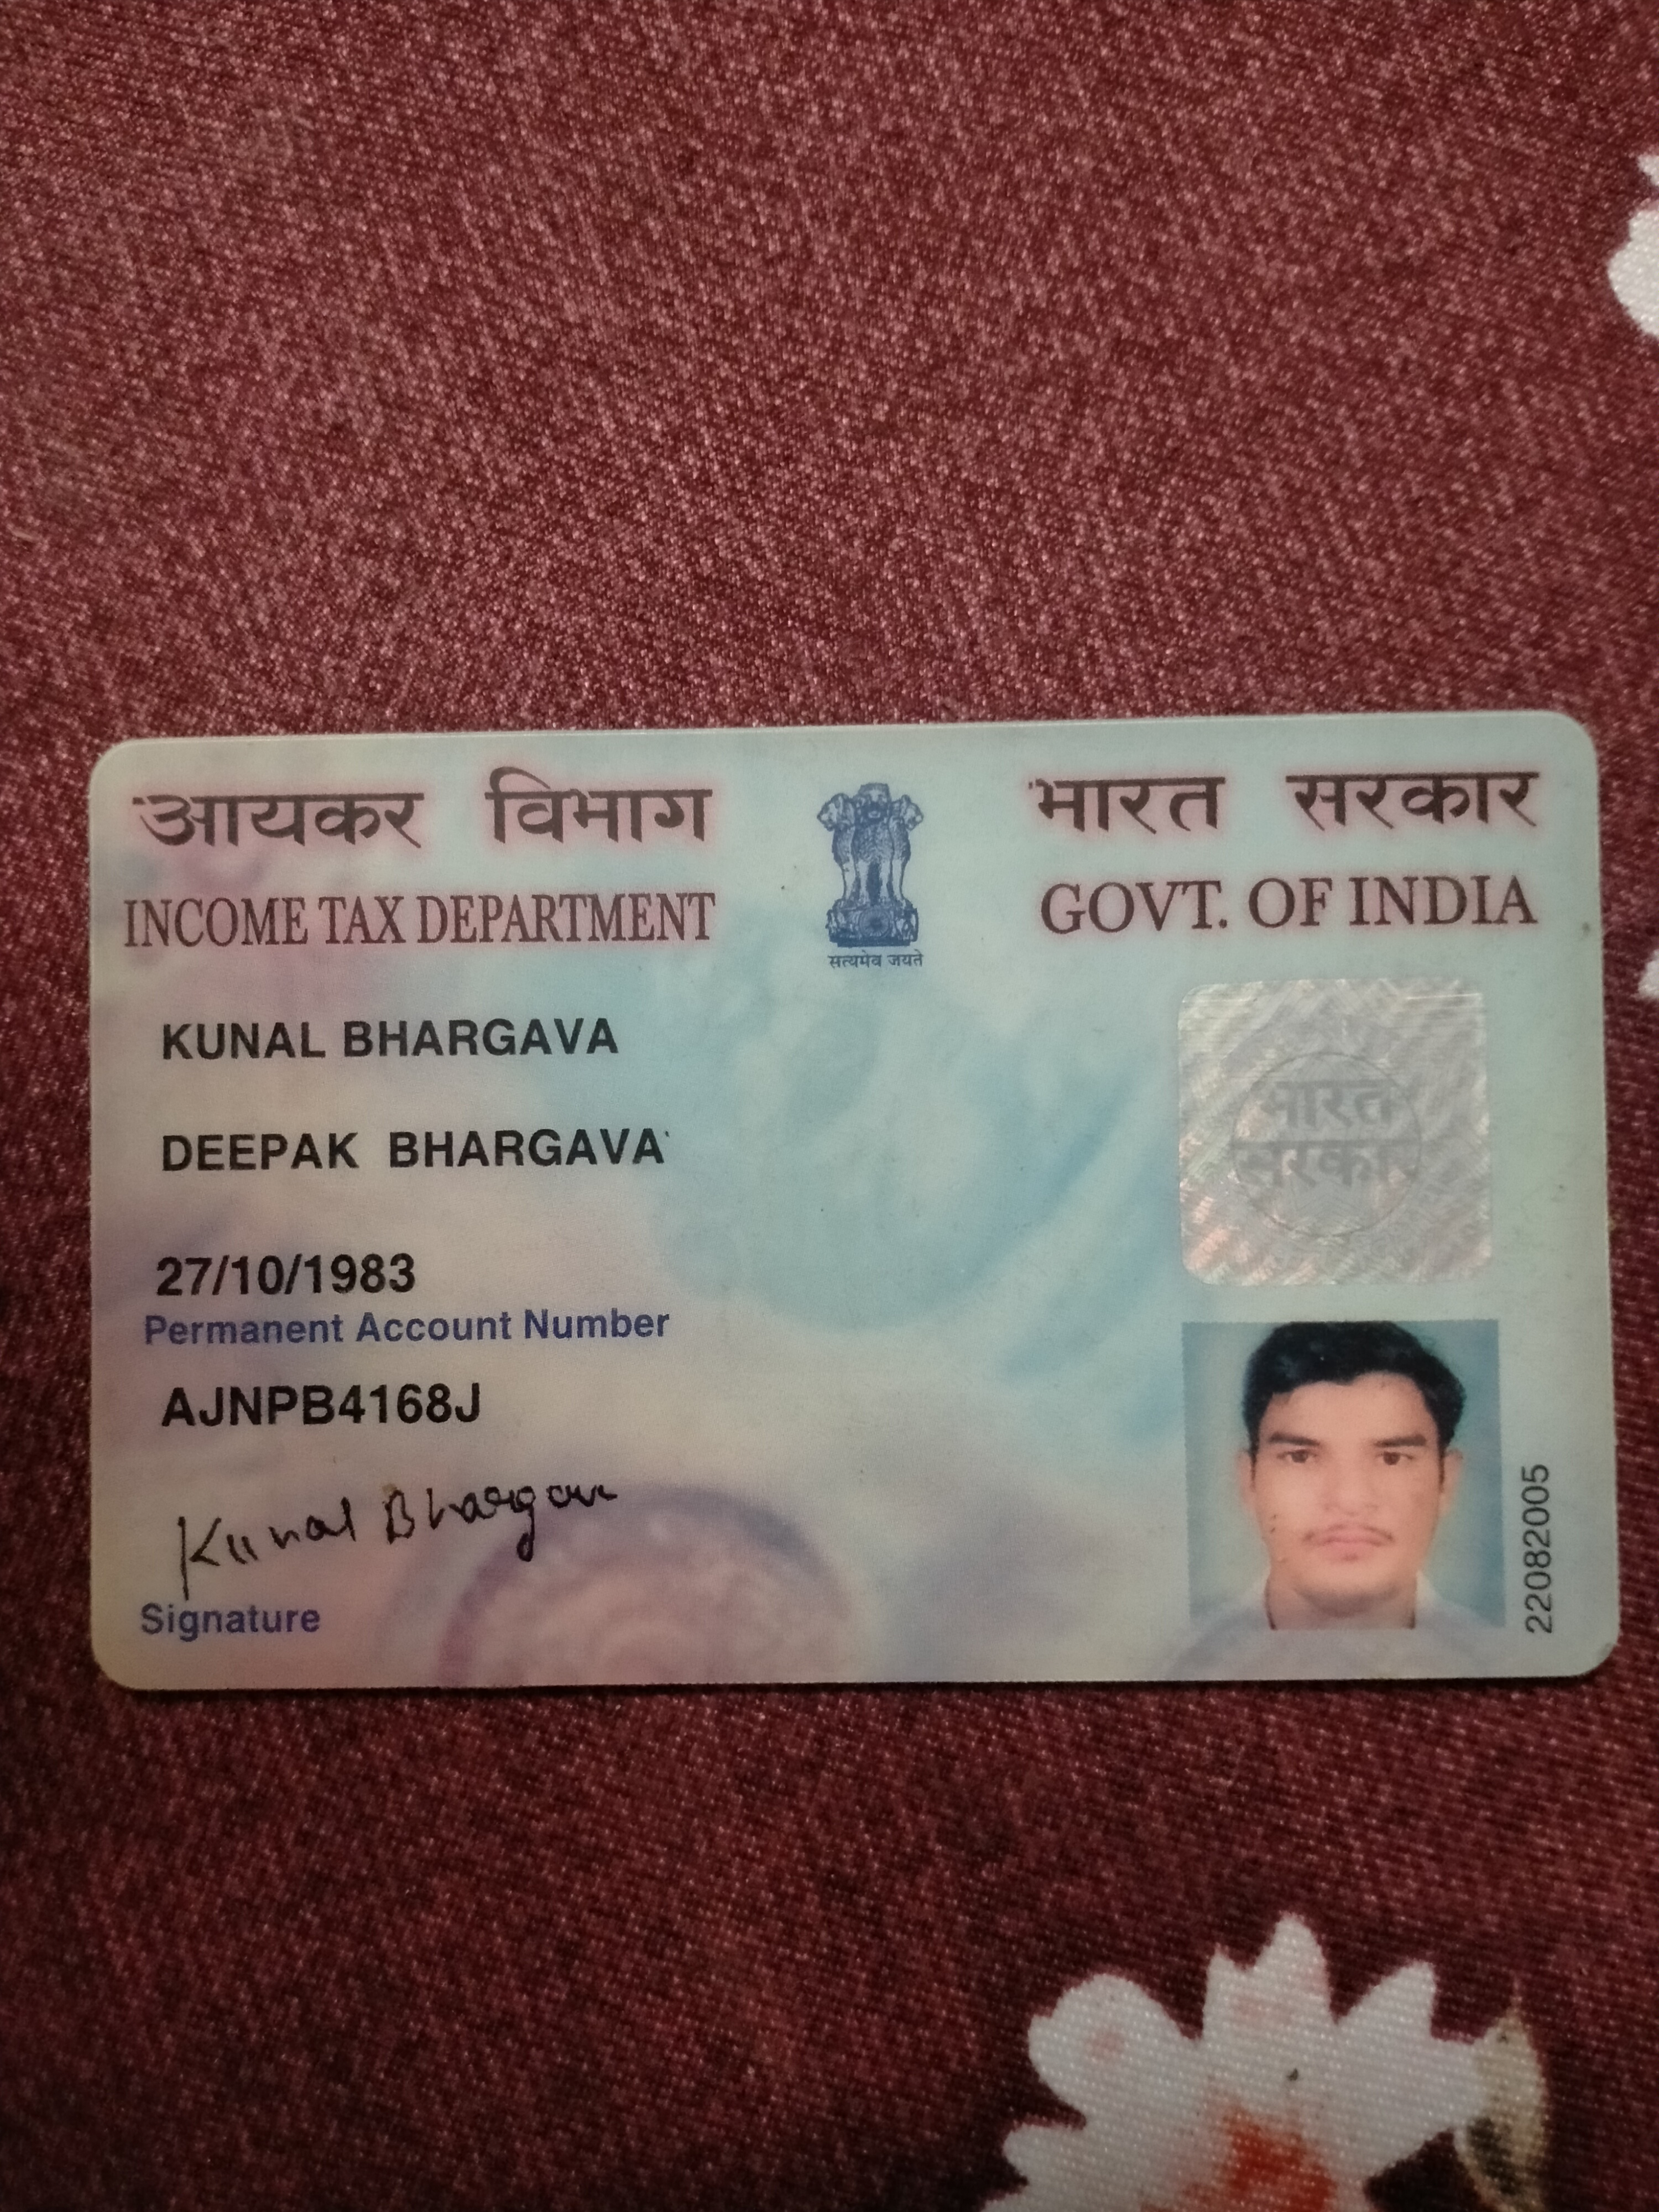 आयकर विभाग
INCOME TAX DEPARTMENT
सत्यमेव जयते
भारत सरकार
GOVT. OF INDIA
KUNAL BHARGAVA
DEEPAK BHARGAVA
27/10/1983
Permanent Account Number
AJNPB4168J
Kunal Bhargava
Signature
भारत
सरकार
22082005